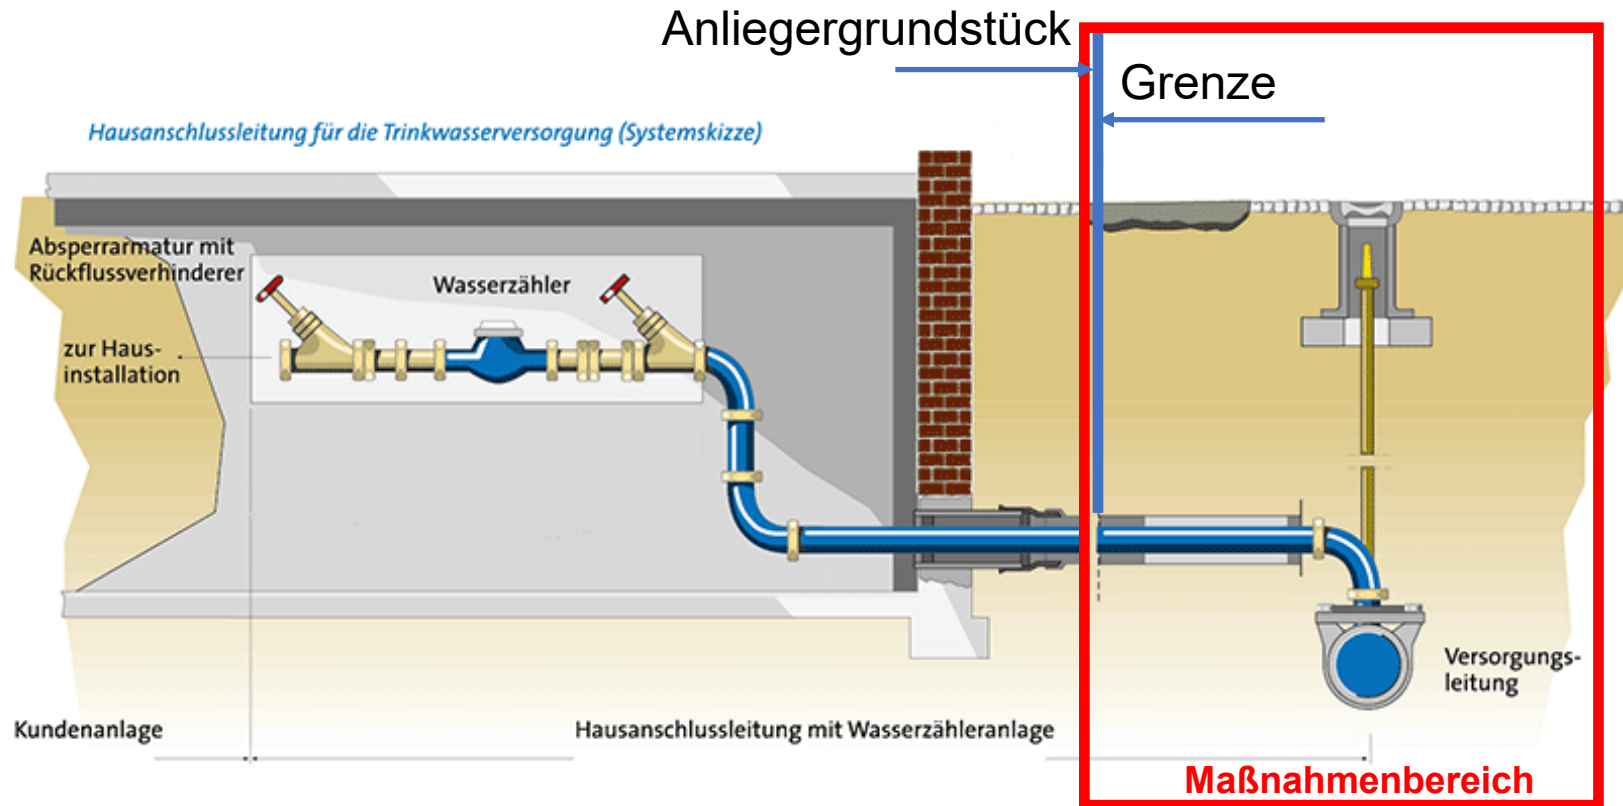 Anliegergrundstück
Grenze
Hausanschlussleitung für die Trinkwasserversorgung (Systemskizze)
Absperrarmatur mit
Rückflussverhinderer
Wasserzähler
zur Haus-
installation
Versorgungs-
leitung
Kundenanlage
Hausanschlussleitung mit Wasserzähleranlage
Maßnahmenbereich